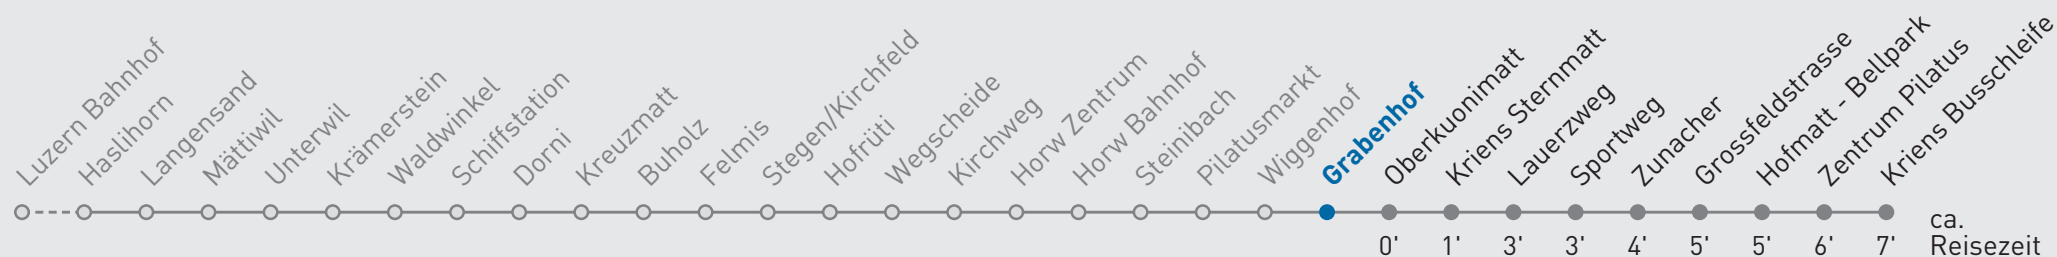 Luzern Bahnhof
Haslihorn
Langensand
Mättiwil
Unterwil
Krämerstein
Waldwinkel
Schiffstation
Dorni
Kreuzmatt
Buholz
Felmis
Stegen/Kirchfeld
Hofrüti
Wegscheide
Kirchweg
Horw Zentrum
Horw Bahnhof
Steinibach
Pilatusmarkt
Wiggenhof
Grabenhof
Oberkuonimatt
Kriens Sternmatt
Lauerzweg
Sportweg
Zunacher
Grossfeldstrasse
Hofmatt - Bellpark
Zentrum Pilatus
Kriens Busschleife
0' 1' 3' 3' 4' 5' 5' 6' 7'
ca.
Reisezeit